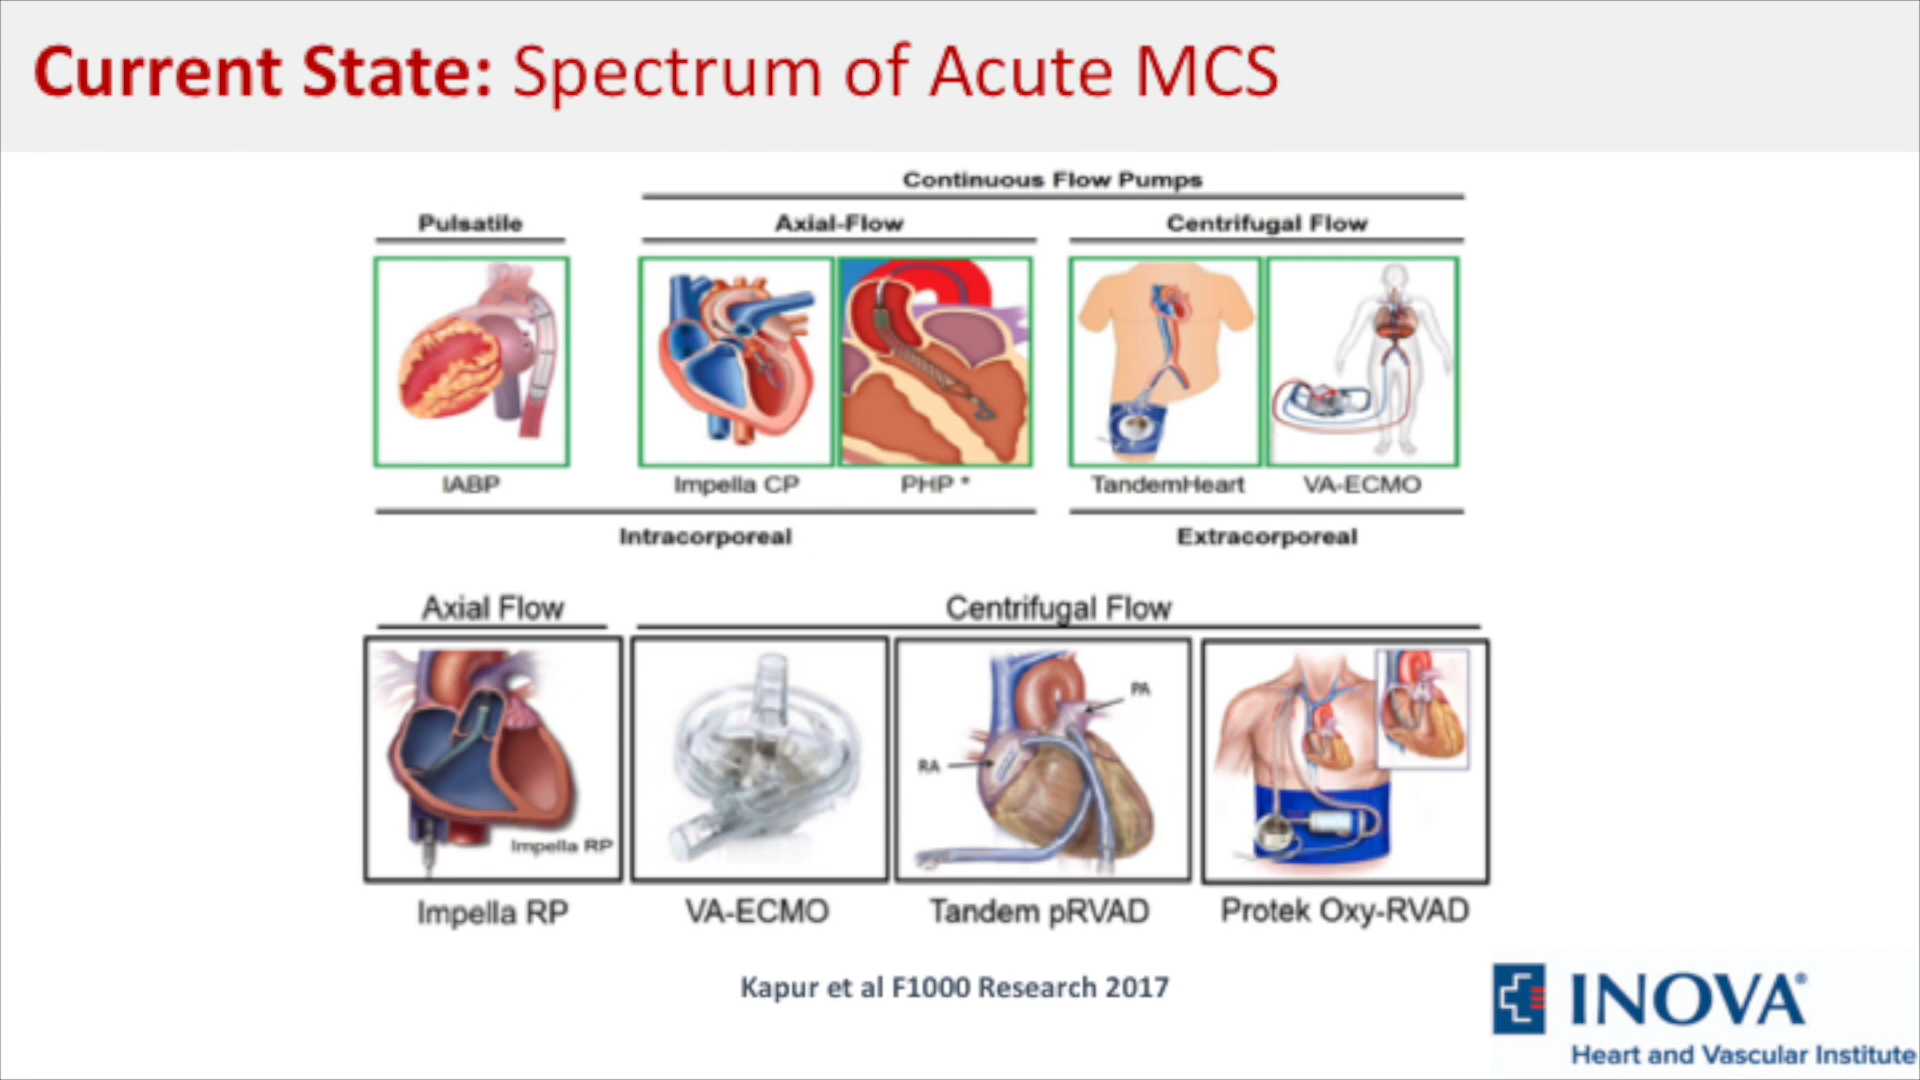 Current State: Spectrum of Acute MCS
Continuous Flow Pumps
Pulsatile
Axial-Flow
Centrifugal Flow
IABP
Impella CP
PHP *
TandemHeart
VA-ECMO
Intracorporeal
Extracorporeal
Axial Flow
Centrifugal Flow
PA
RA
Impella RP
Impella RP
VA-ECMO
Tandem pRVAD
Protek Oxy-RVAD
Kapur et al F1000 Research 2017
INOVA®
Heart and Vascular Institute